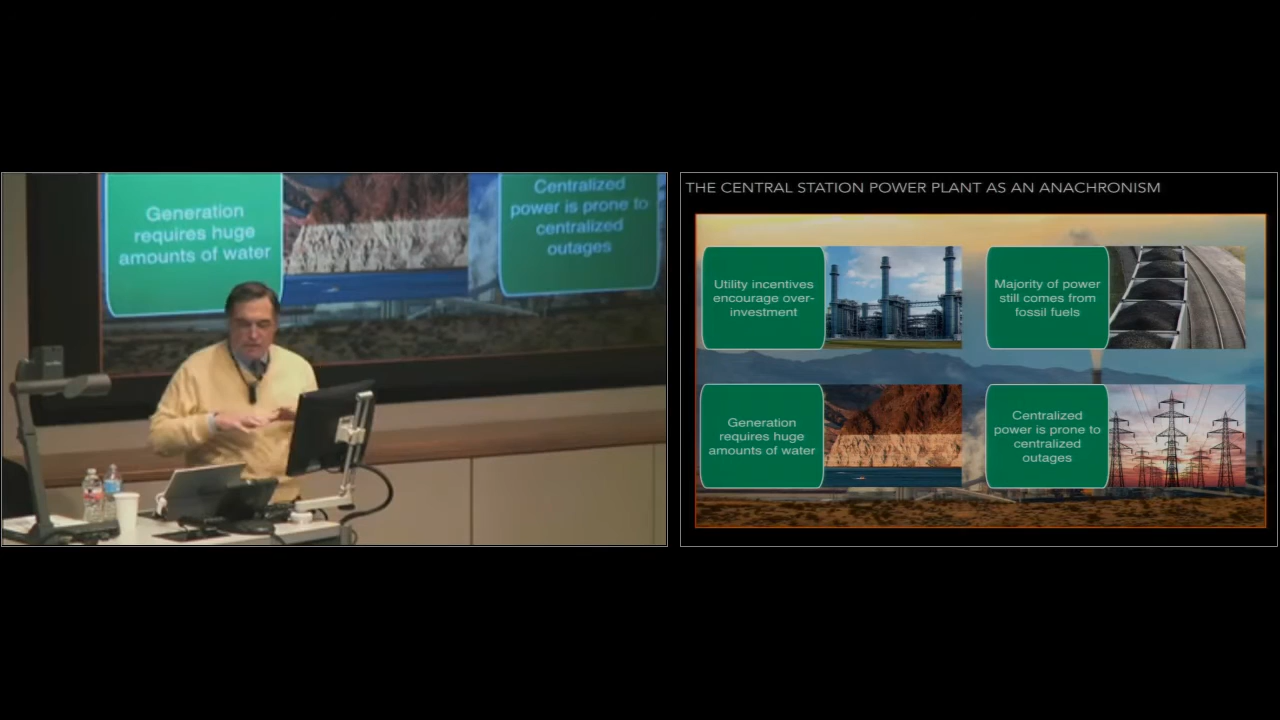 Generation
requires huge
amounts of water
Centralized
power is prone to
centralized
outages
THE CENTRAL STATION POWER PLANT AS AN ANACHRONISM
Utility incentives
encourage over-
investment
Majority of power
still comes from
fossil fuels
Generation
requires huge
amounts of water
Centralized
power is prone to
centralized
outages